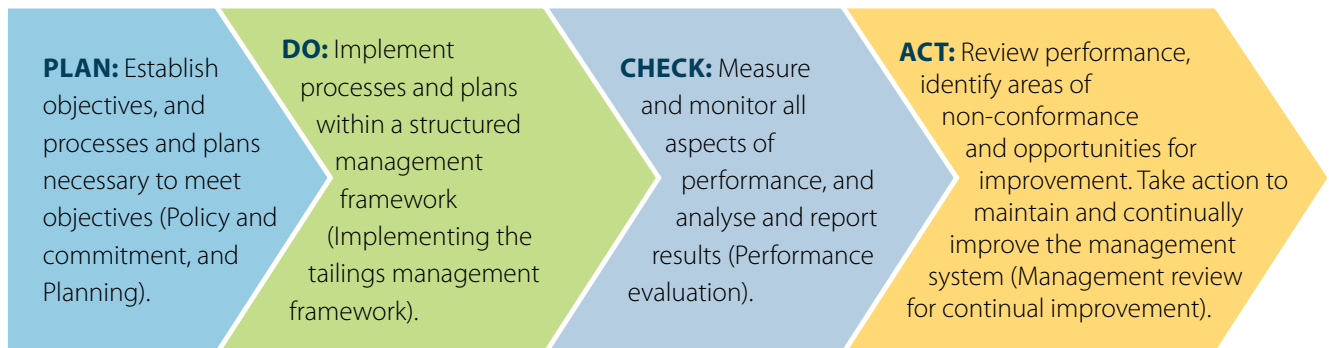 PLAN: Establish
objectives, and
processes and plans
necessary to meet
objectives (Policy and
commitment, and
Planning).
DO: Implement
processes and plans
within a structured
management
framework
(Implementing the
tailings management
framework).
CHECK: Measure
and monitor all
aspects of
performance, and
analyse and report
results (Performance
evaluation).
ACT: Review performance,
identify areas of
non-conformance
and opportunities for
improvement. Take action to
maintain and continually
improve the management
system (Management review
for continual improvement).